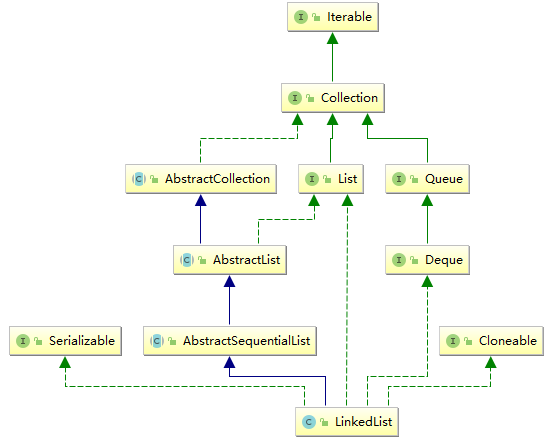 I Iterable
I Collection
C AbstractCollection
I List
I Queue
C AbstractList
I Deque
I Serializable
C AbstractSequentialList
I Cloneable
C LinkedList